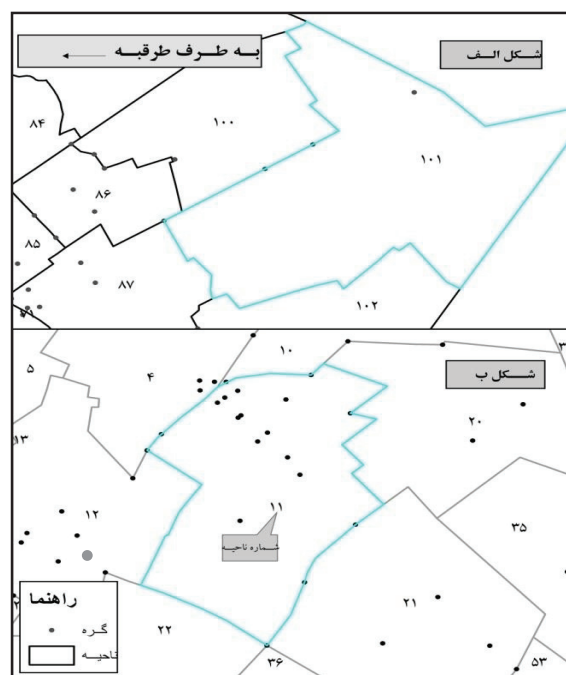 شکل الف
به طرف طرقبه
۸۴
۱۰۰
۱۰۱
۸۶
۸۵
۸۷
۱۰۲
شکل ب
۵
۴
۱۰
۲۰
۱۳
۱۲
۱۱
شماره ناحیه
۳۵
۲۱
۲۲
۳۶
۵۳
راهنما
گره
ناحیه